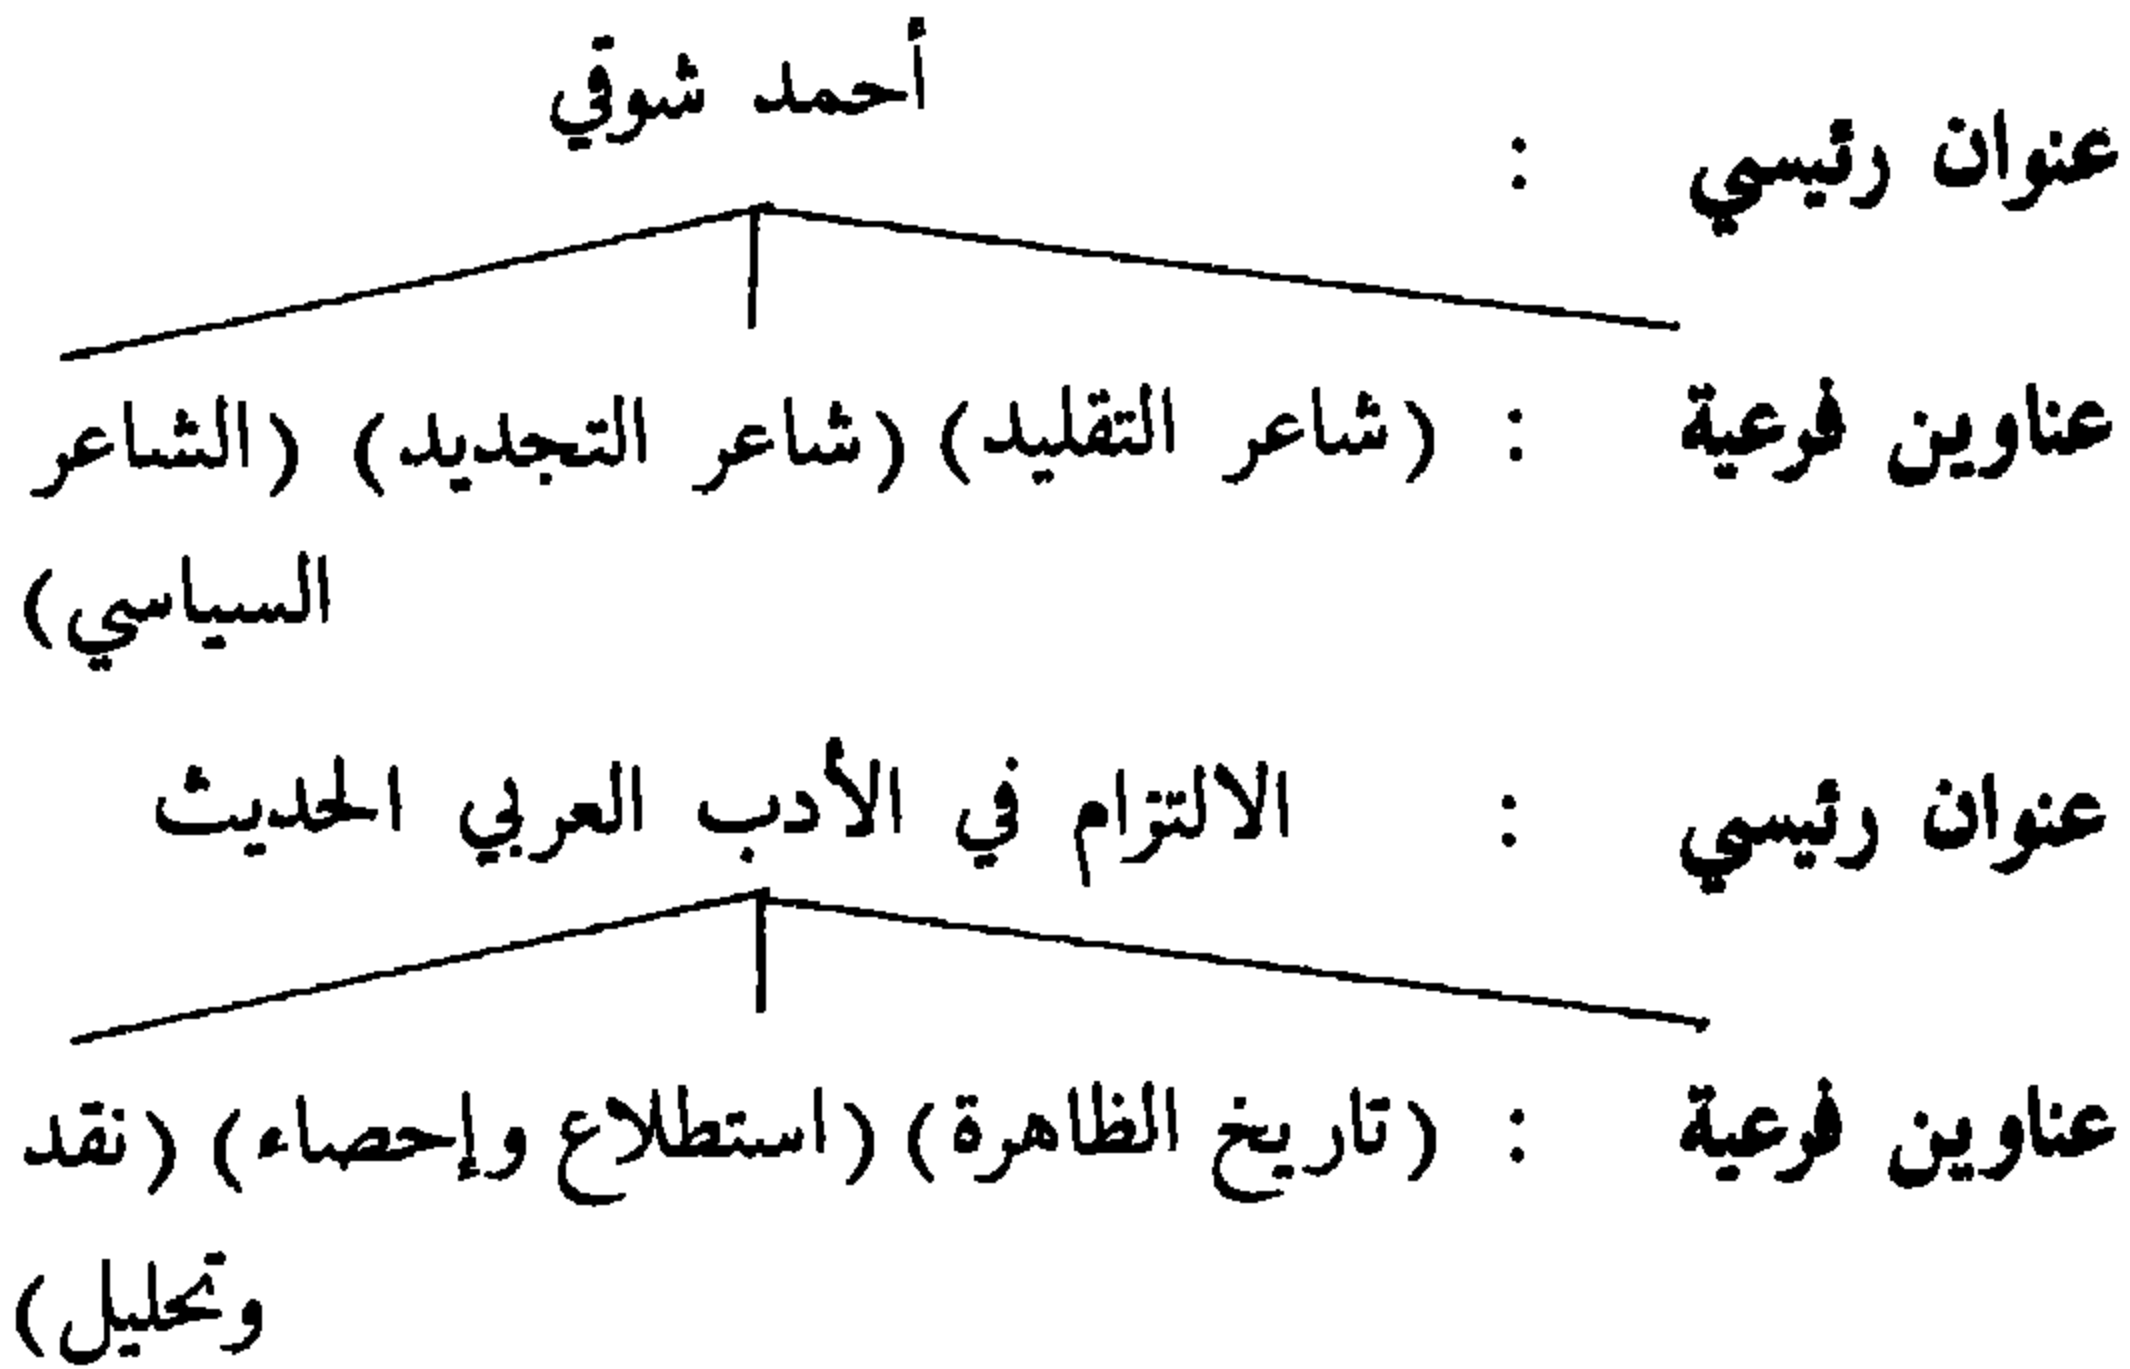 عنوان رئيسي : أحمد شوقي
عناوين فرعية : (شاعر التقليد) (شاعر التجديد) (الشاعر
السياسي)
عنوان رئيسي : الالتزام في الأدب العربي الحديث
عناوين فرعية : (تاريخ الظاهرة) (استطلاع وإحصاء) (نقد
وتحليل)